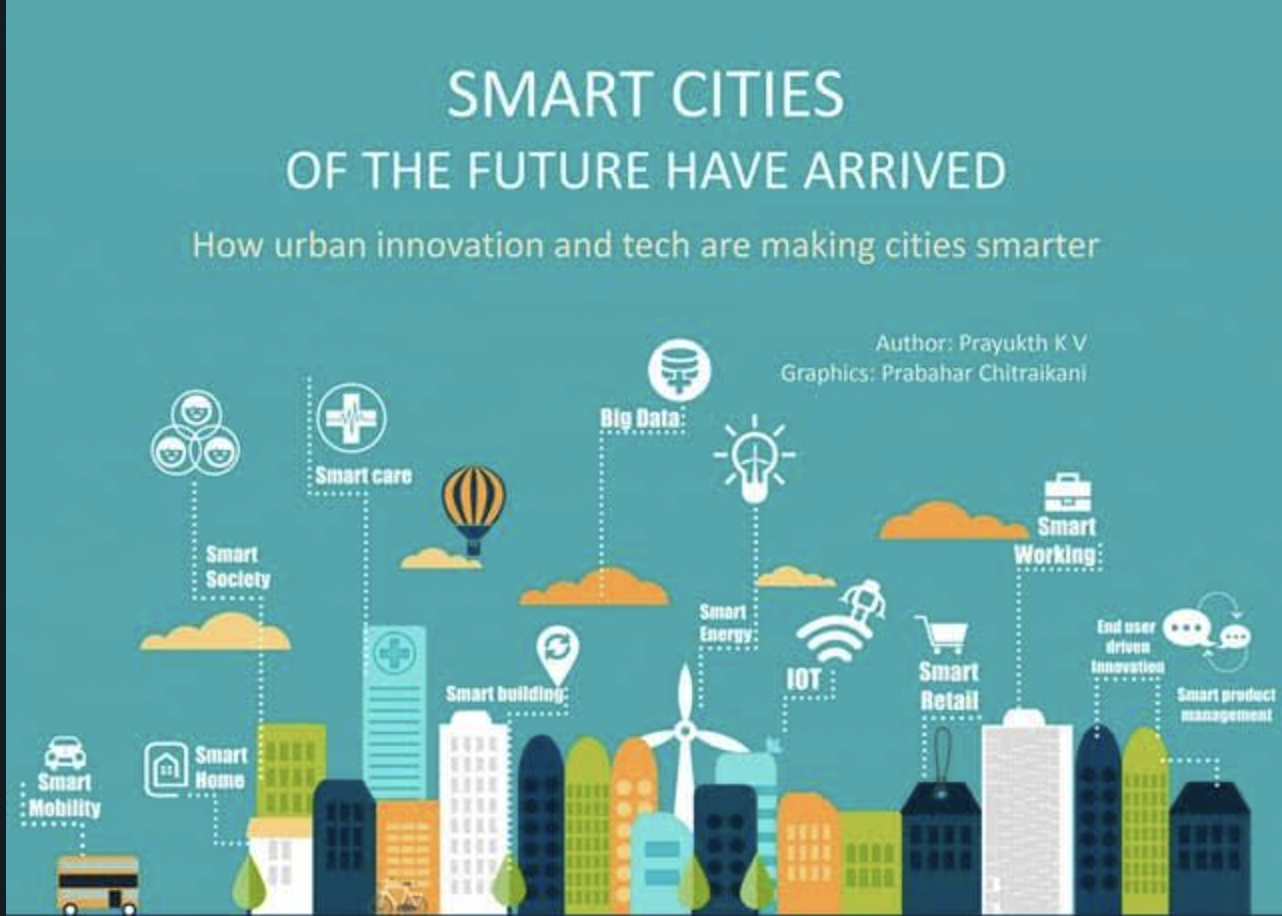 SMART CITIES
OF THE FUTURE HAVE ARRIVED
How urban innovation and tech are making cities smarter
Author: Prayukth K V
Graphics: Prabahar Chitraikani
Big Data
Smart care
Smart
Working
Smart
Society
Smart
Energy
End user
driven
Innovation
IOT
Smart
Retail
Smart building
Smart product
management
Smart
Home
Smart
Mobility